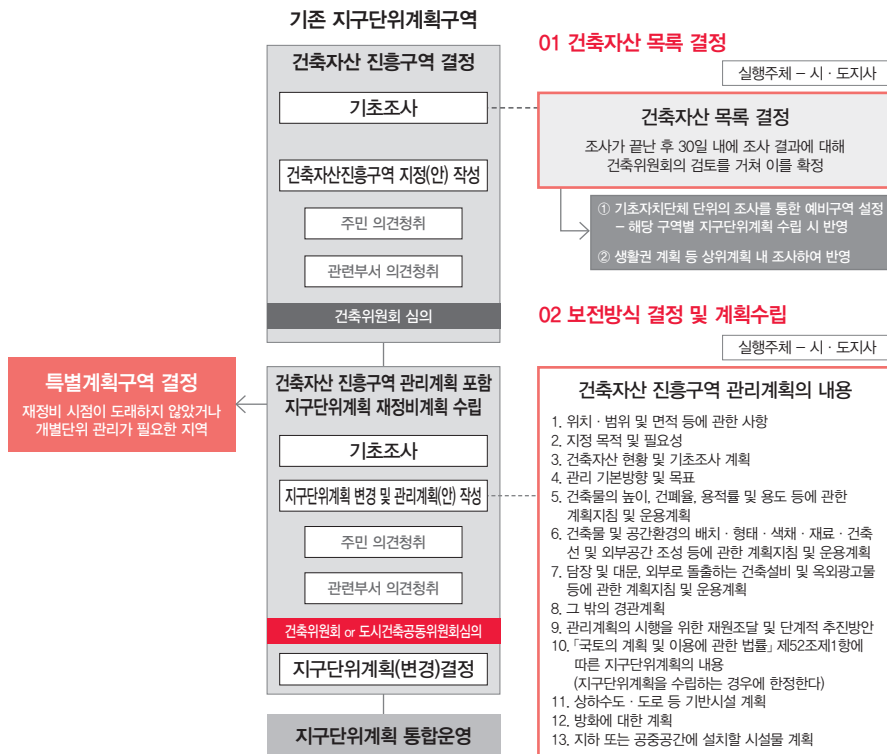 기존 지구단위계획구역
건축자산 진흥구역 결정
기초조사
건축자산진흥구역 지정(안) 작성
주민 의견청취
관련부서 의견청취
건축위원회 심의
01 건축자산 목록 결정
실행주체 – 시 · 도지사
건축자산 목록 결정
조사가 끝난 후 30일 내에 조사 결과에 대해
건축위원회의 검토를 거쳐 이를 확정
① 기초자치단체 단위의 조사를 통한 예비구역 설정
– 해당 구역별 지구단위계획 수립 시 반영
② 생활권 계획 등 상위계획 내 조사하여 반영
특별계획구역 결정
재정비 시점이 도래하지 않았거나
개별단위 관리가 필요한 지역
건축자산 진흥구역 관리계획 포함
지구단위계획 재정비계획 수립
기초조사
지구단위계획 변경 및 관리계획(안) 작성
주민 의견청취
관련부서 의견청취
건축위원회 or 도시건축공동위원회심의
지구단위계획(변경)결정
지구단위계획 통합운영
02 보전방식 결정 및 계획수립
실행주체 – 시 · 도지사
건축자산 진흥구역 관리계획의 내용
1. 위치 · 범위 및 면적 등에 관한 사항
2. 지정 목적 및 필요성
3. 건축자산 현황 및 기초조사 계획
4. 관리 기본방향 및 목표
5. 건축물의 높이, 건폐율, 용적률 및 용도 등에 관한
계획지침 및 운용계획
6. 건축물 및 공간환경의 배치 · 형태 · 색채 · 재료 · 건축
선 및 외부공간 조성 등에 관한 계획지침 및 운용계획
7. 담장 및 대문, 외부로 돌출하는 건축설비 및 옥외광고물
등에 관한 계획지침 및 운용계획
8. 그 밖의 경관계획
9. 관리계획의 시행을 위한 재원조달 및 단계적 추진방안
10. 「국토의 계획 및 이용에 관한 법률」 제52조제1항에
따른 지구단위계획의 내용
(지구단위계획을 수립하는 경우에 한정한다)
11. 상하수도 · 도로 등 기반시설 계획
12. 방화에 대한 계획
13. 지하 또는 공중공간에 설치할 시설물 계획